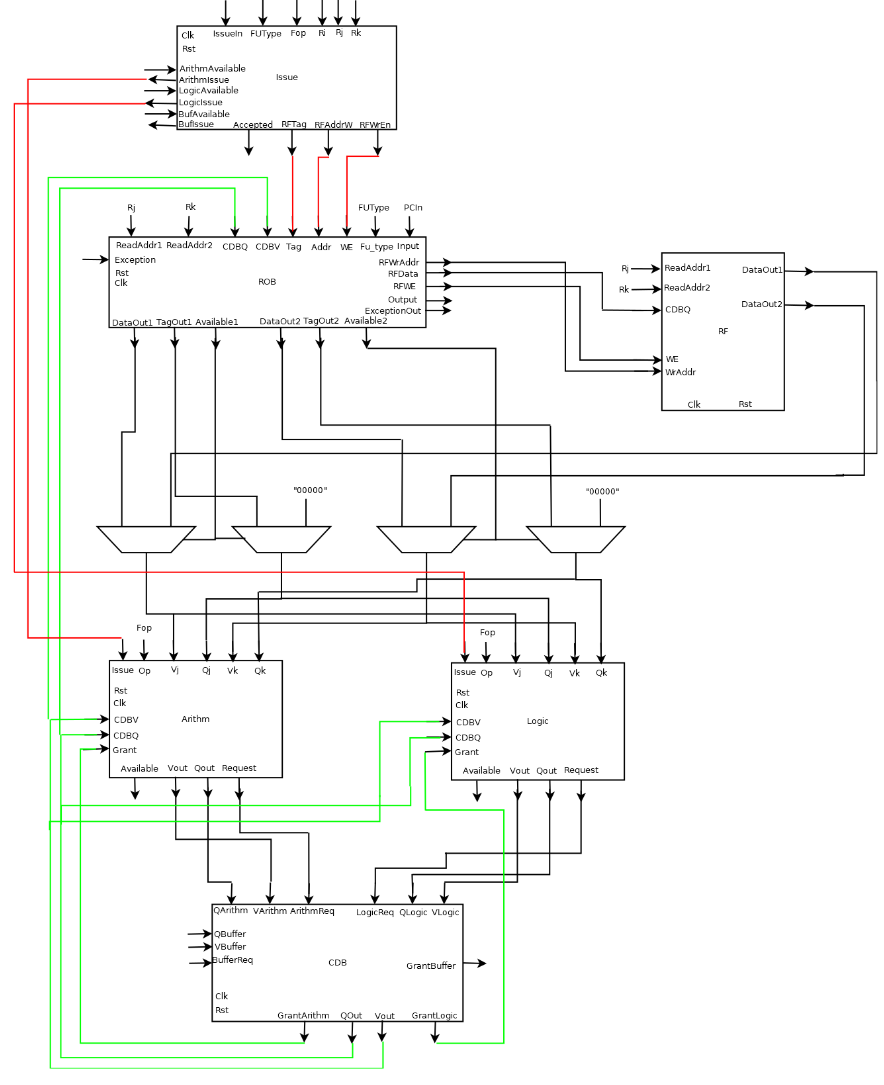 Clk IssueIn FUType Fop Ri Rj Rk
Rst
ArithmAvailable
ArithmIssue
Issue
LogicAvailable
LogicIssue
BufAvailable
BufIssue
Accepted RFTag RFAddrW RFWrEn
Rj Rk FUType PCIn
ReadAddr1 ReadAddr2 CDBQ CDBV Tag Addr WE Fu_type Input
Exception
Rst
Clk
ROB
RFWrAddr
RFData
RFWE
Output
ExceptionOut
DataOut1 TagOut1 Available1 DataOut2 TagOut2 Available2
Rj ReadAddr1 DataOut1
Rk ReadAddr2
CDBQ DataOut2
RF
WE
WrAddr
Clk Rst
"00000" "00000"
Fop
Issue Op Vj Qj Vk Qk
Rst
Clk
Arithm
CDBV
CDBQ
Grant
Available Vout Qout Request
Fop
Issue Op Vj Qj Vk Qk
Rst
Clk
Logic
CDBV
CDBQ
Grant
Available Vout Qout Request
QArithm VArithm ArithmReq LogicReq QLogic VLogic
QBuffer
VBuffer
BufferReq
CDB
GrantBuffer
Clk
Rst
GrantArithm QOut Vout GrantLogic